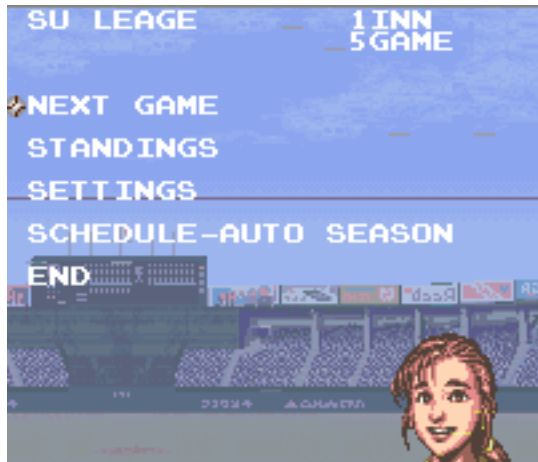 SU LEAGE 1INN
5GAME
NEXT GAME
STANDINGS
SETTINGS
SCHEDULE-AUTO SEASON
END